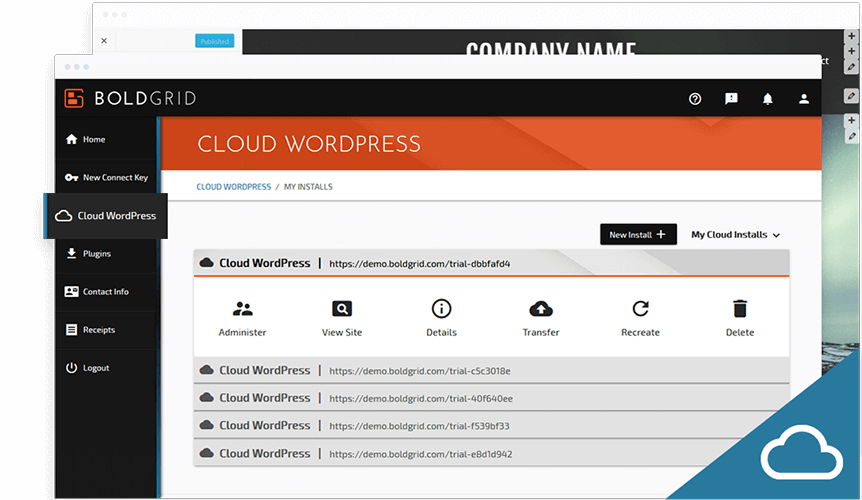 Published
COMPANY NAME
ct
BOLDGRID
Home
New Connect Key
Cloud WordPress
Plugins
Contact Info
Receipts
Logout
CLOUD WORDPRESS
CLOUD WORDPRESS / MY INSTALLS
New Install + My Cloud Installs
Cloud WordPress | https://demo.boldgrid.com/trial-dbbfafd4
Administer View Site Details Transfer Recreate Delete
Cloud WordPress | https://demo.boldgrid.com/trial-c5c3018e
Cloud WordPress | https://demo.boldgrid.com/trial-40f640ee
Cloud WordPress | https://demo.boldgrid.com/trial-f539bf33
Cloud WordPress | https://demo.boldgrid.com/trial-e8d1d942